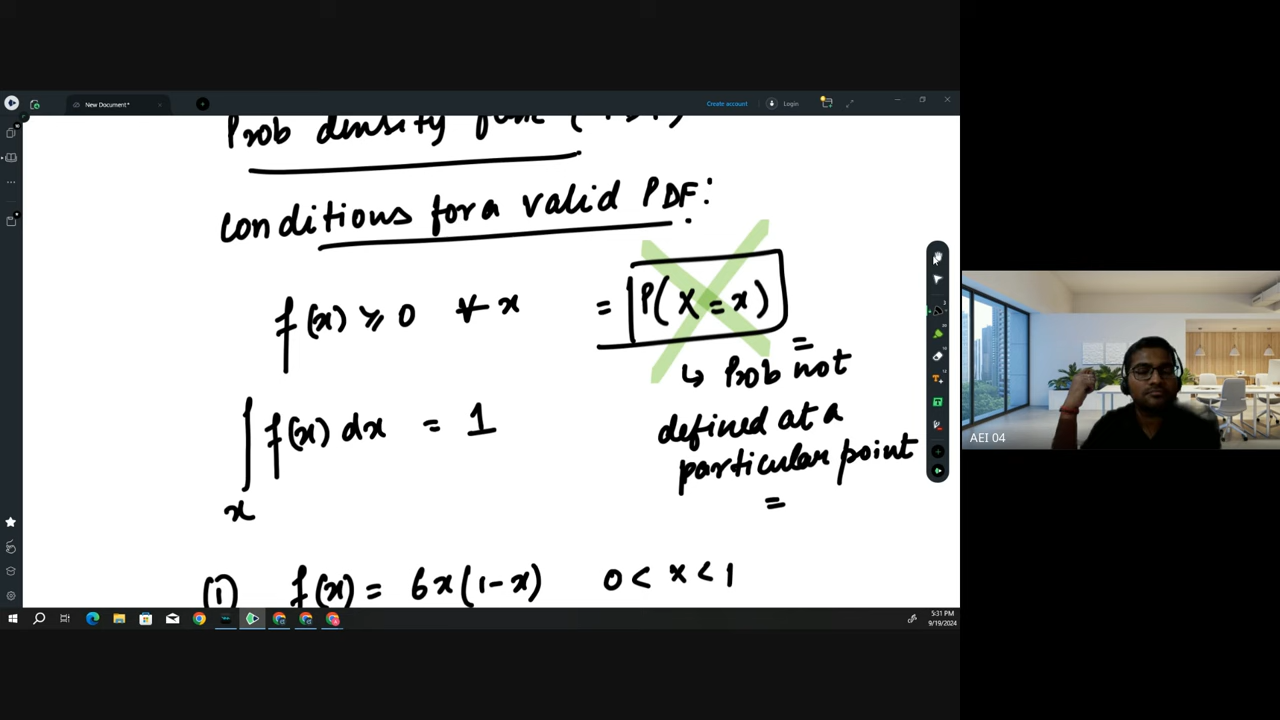 New Document*
Create account
Login
Prob density func (PDF)
Conditions for a valid PDF:
f(x) ≥ 0 ∀ x = P(X = x)
↳ Prob not
defined at a
particular point
=
∫ f(x) dx = 1
x
(1) f(x) = 6x(1-x) 0 < x < 1
AEI 04
5:31 PM
9/19/2024